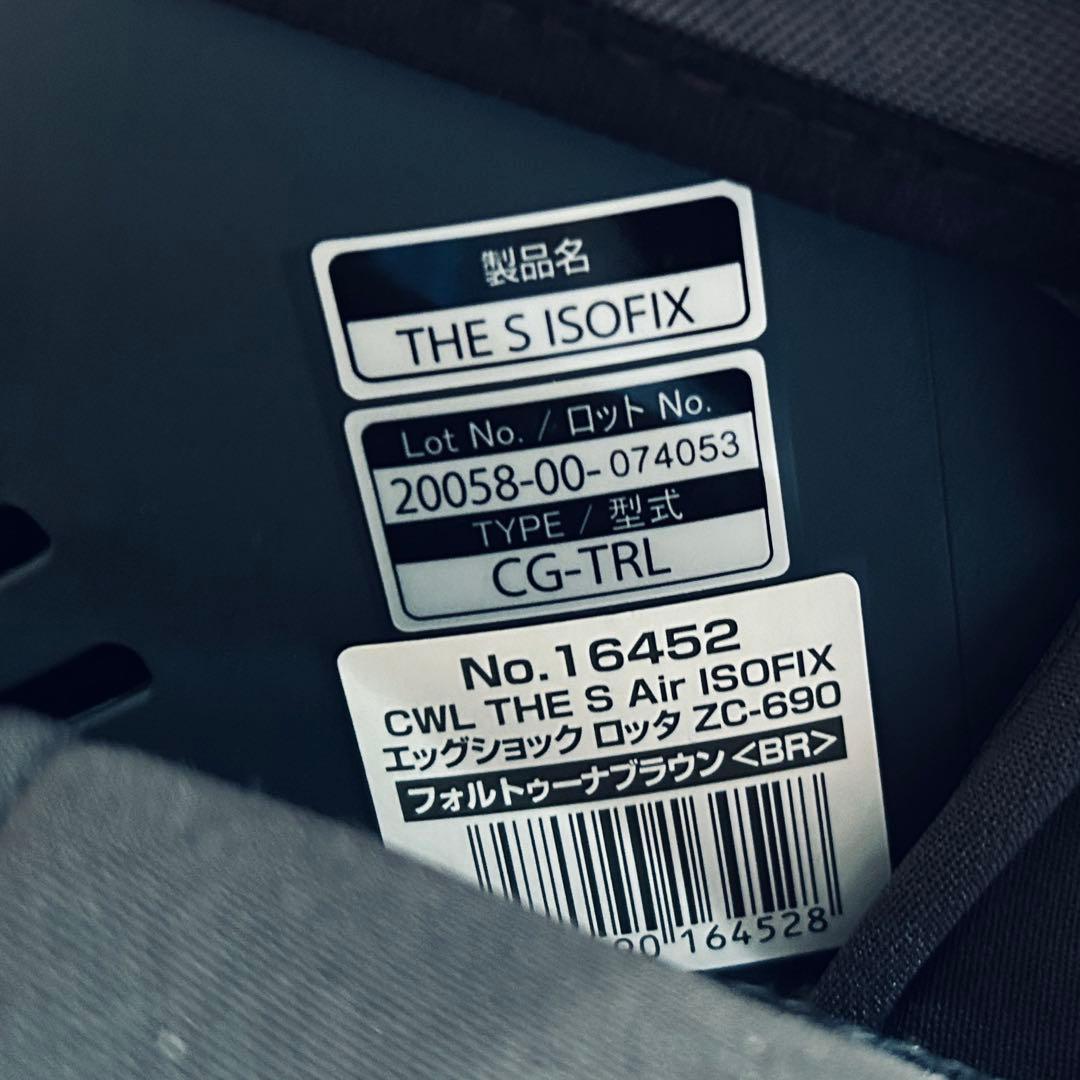 製品名
THE S ISOFIX
Lot No. / ロット No.
20058-00-074053
TYPE / 型式
CG-TRL
No.16452
CWL THE S Air ISOFIX
エッグショック ロッタ ZC-690
フォルトゥーナブラウン<BR>
164528